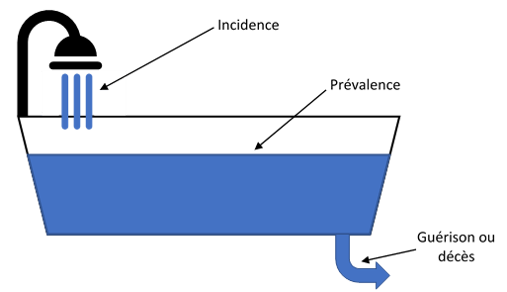 Incidence
Prévalence
Guérison ou
décès